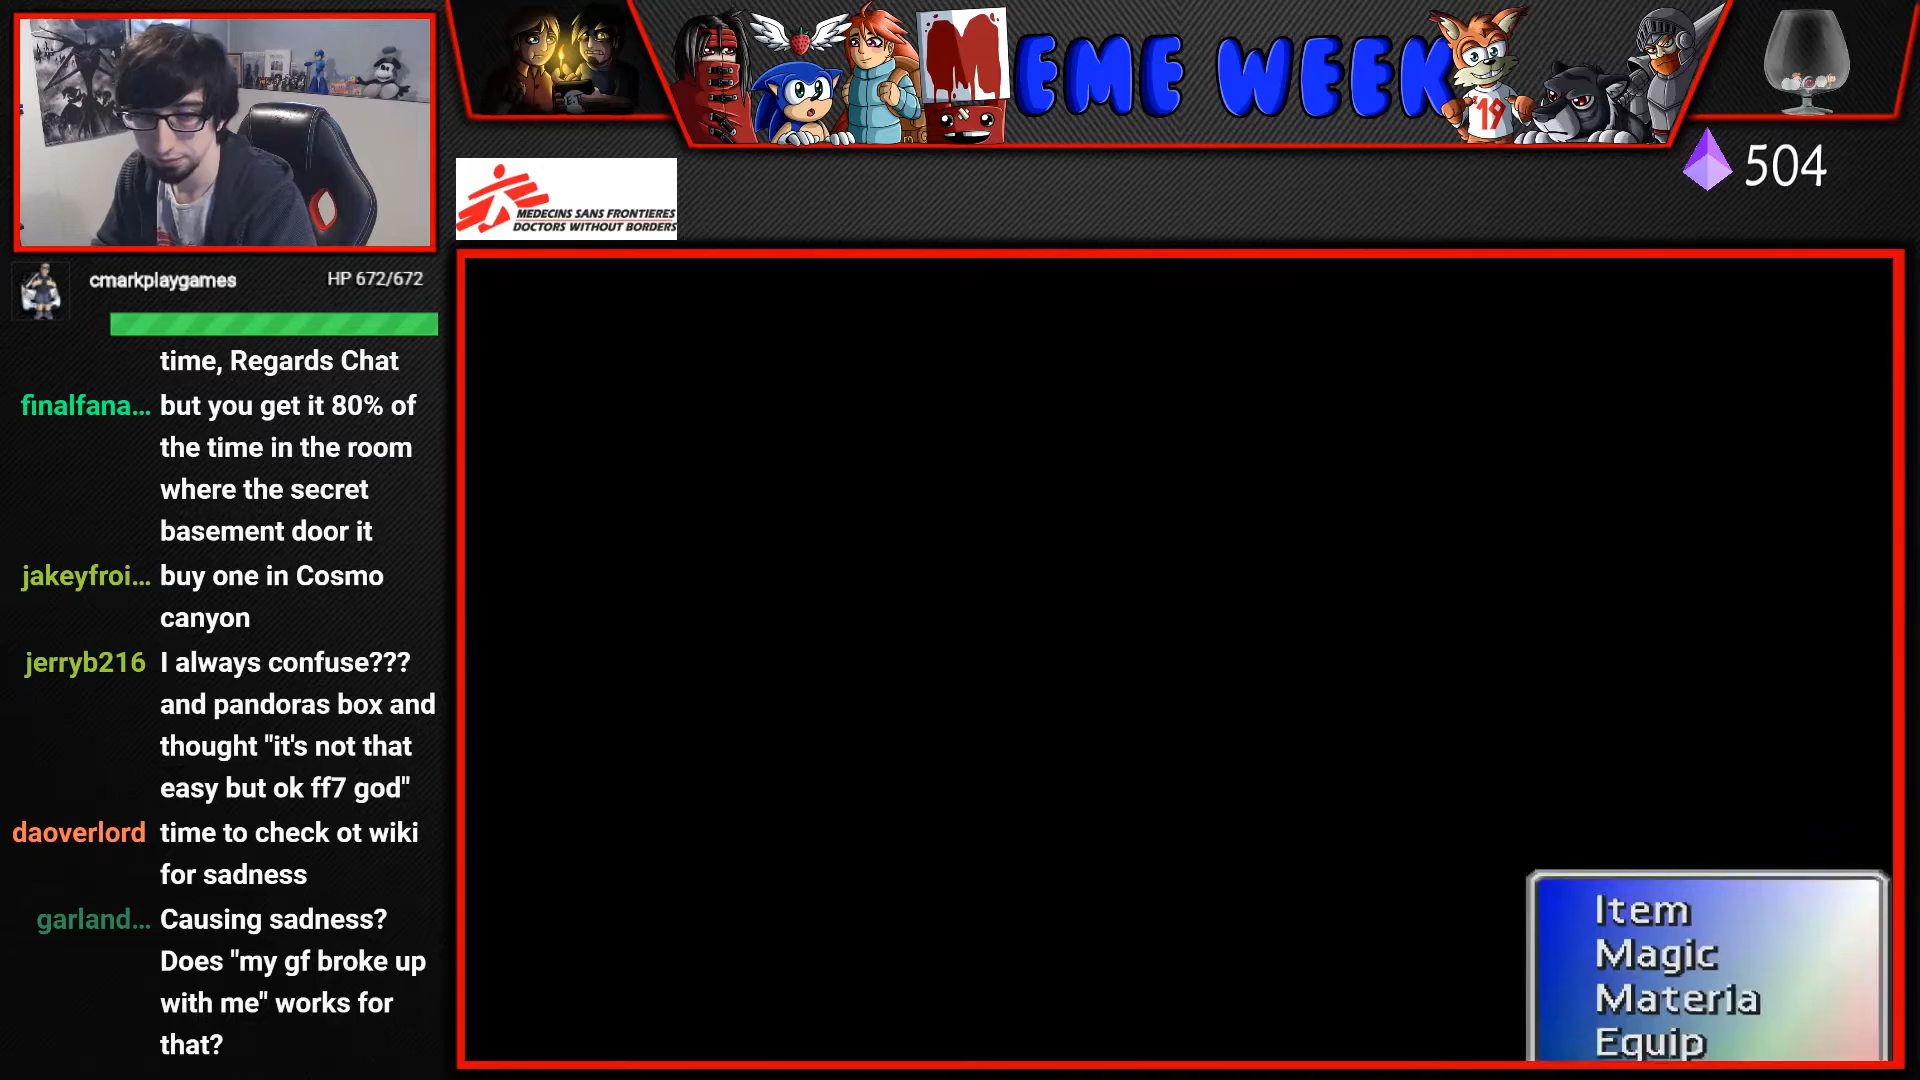 EME WEEK
19
E.T.
504
MEDECINS SANS FRONTIERES
DOCTORS WITHOUT BORDERS
cmarkplaygames HP 672/672
time, Regards Chat
finalfana... but you get it 80% of
the time in the room
where the secret
basement door it
jakeyfroi... buy one in Cosmo
canyon
jerryb216 I always confuse???
and pandoras box and
thought "it's not that
easy but ok ff7 god"
daoverlord time to check ot wiki
for sadness
garland... Causing sadness?
Does "my gf broke up
with me" works for
that?
Item
Magic
Materia
Equip